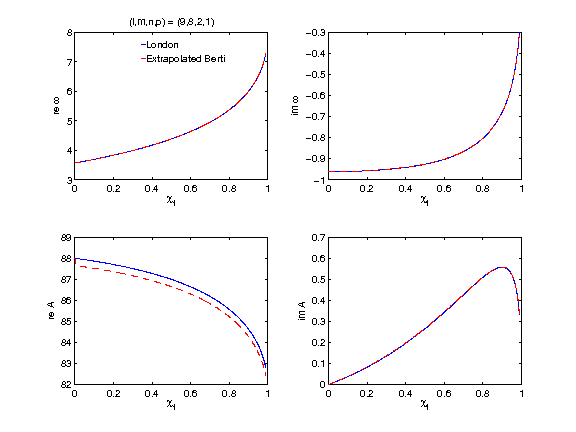 (l,m,n,p) = (9,8,2,1)
8
7
6
5
4
3
re ω
London
Extrapolated Berti
0 0.2 0.4 0.6 0.8 1
χf
−0.3
−0.4
−0.5
−0.6
−0.7
−0.8
−0.9
−1
im ω
0 0.2 0.4 0.6 0.8 1
χf
89
88
87
86
85
84
83
82
re A
0 0.2 0.4 0.6 0.8 1
χf
0.7
0.6
0.5
0.4
0.3
0.2
0.1
0
im A
0 0.2 0.4 0.6 0.8 1
χf